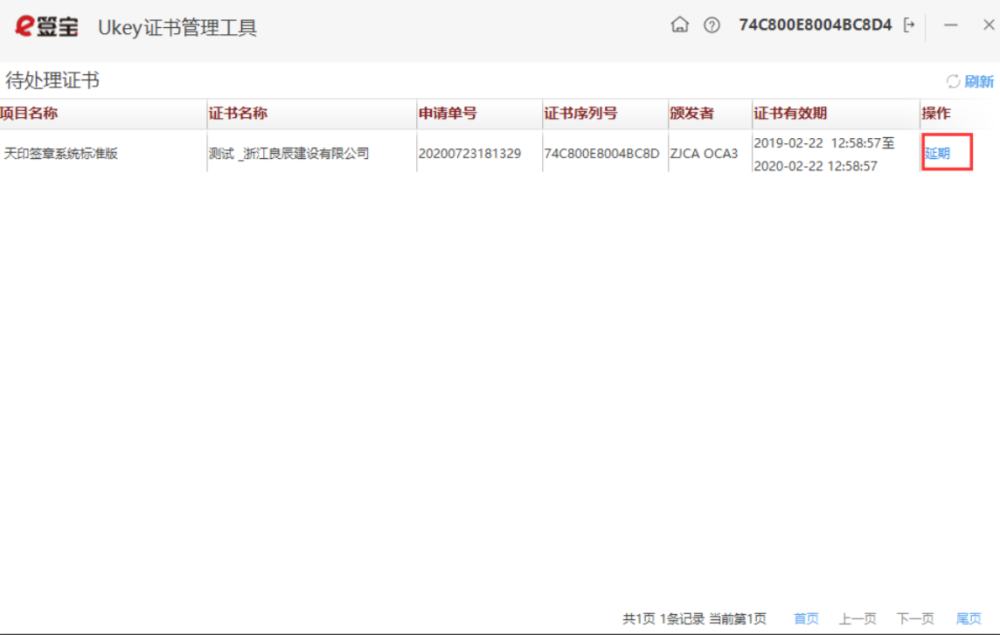 e签宝 Ukey证书管理工具 74C800E8004BC8D4
待处理证书 刷新
项目名称 证书名称 申请单号 证书序列号 颁发者 证书有效期 操作
天印签章系统标准版 测试 _浙江良辰建设有限公司 20200723181329 74C800E8004BC8D ZJCA OCA3 2019-02-22 12:58:57至 延期
2020-02-22 12:58:57
共1页 1条记录 当前第1页 首页 上一页 下一页 尾页